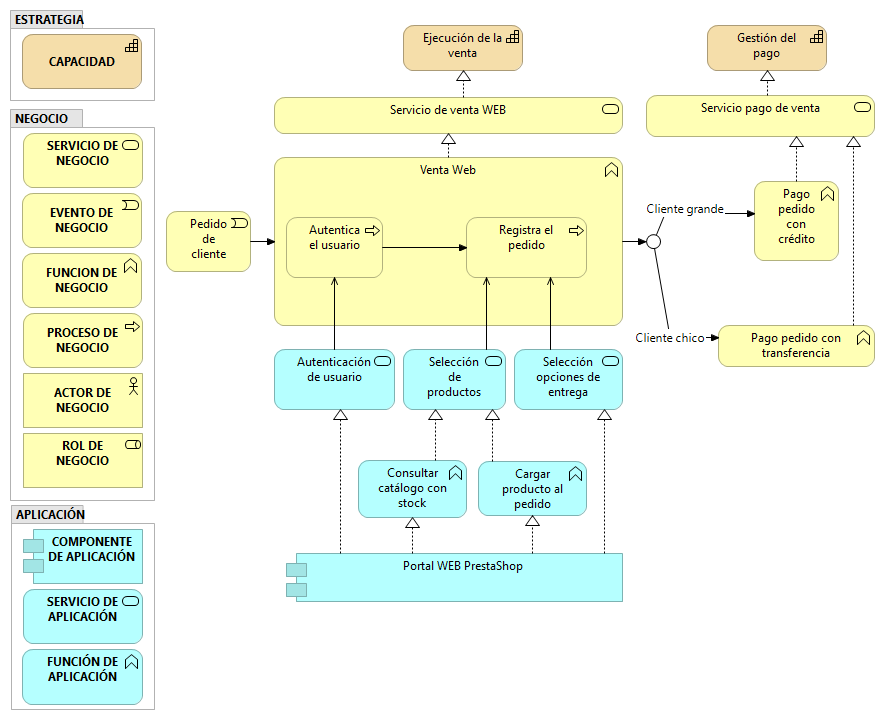 ESTRATEGIA
CAPACIDAD
NEGOCIO
SERVICIO DE
NEGOCIO
EVENTO DE
NEGOCIO
FUNCION DE
NEGOCIO
PROCESO DE
NEGOCIO
ACTOR DE
NEGOCIO
ROL DE
NEGOCIO
APLICACIÓN
COMPONENTE
DE APLICACIÓN
SERVICIO DE
APLICACIÓN
FUNCIÓN DE
APLICACIÓN
Ejecución de la
venta
Gestión del
pago
Servicio de venta WEB
Servicio pago de venta
Venta Web
Pedido
de
cliente
Autentica
el usuario
Registra el
pedido
Cliente grande
Pago
pedido
con
crédito
Cliente chico
Pago pedido con
transferencia
Autenticación
de usuario
Selección
de
productos
Selección
opciones de
entrega
Consultar
catálogo con
stock
Cargar
producto al
pedido
Portal WEB PrestaShop